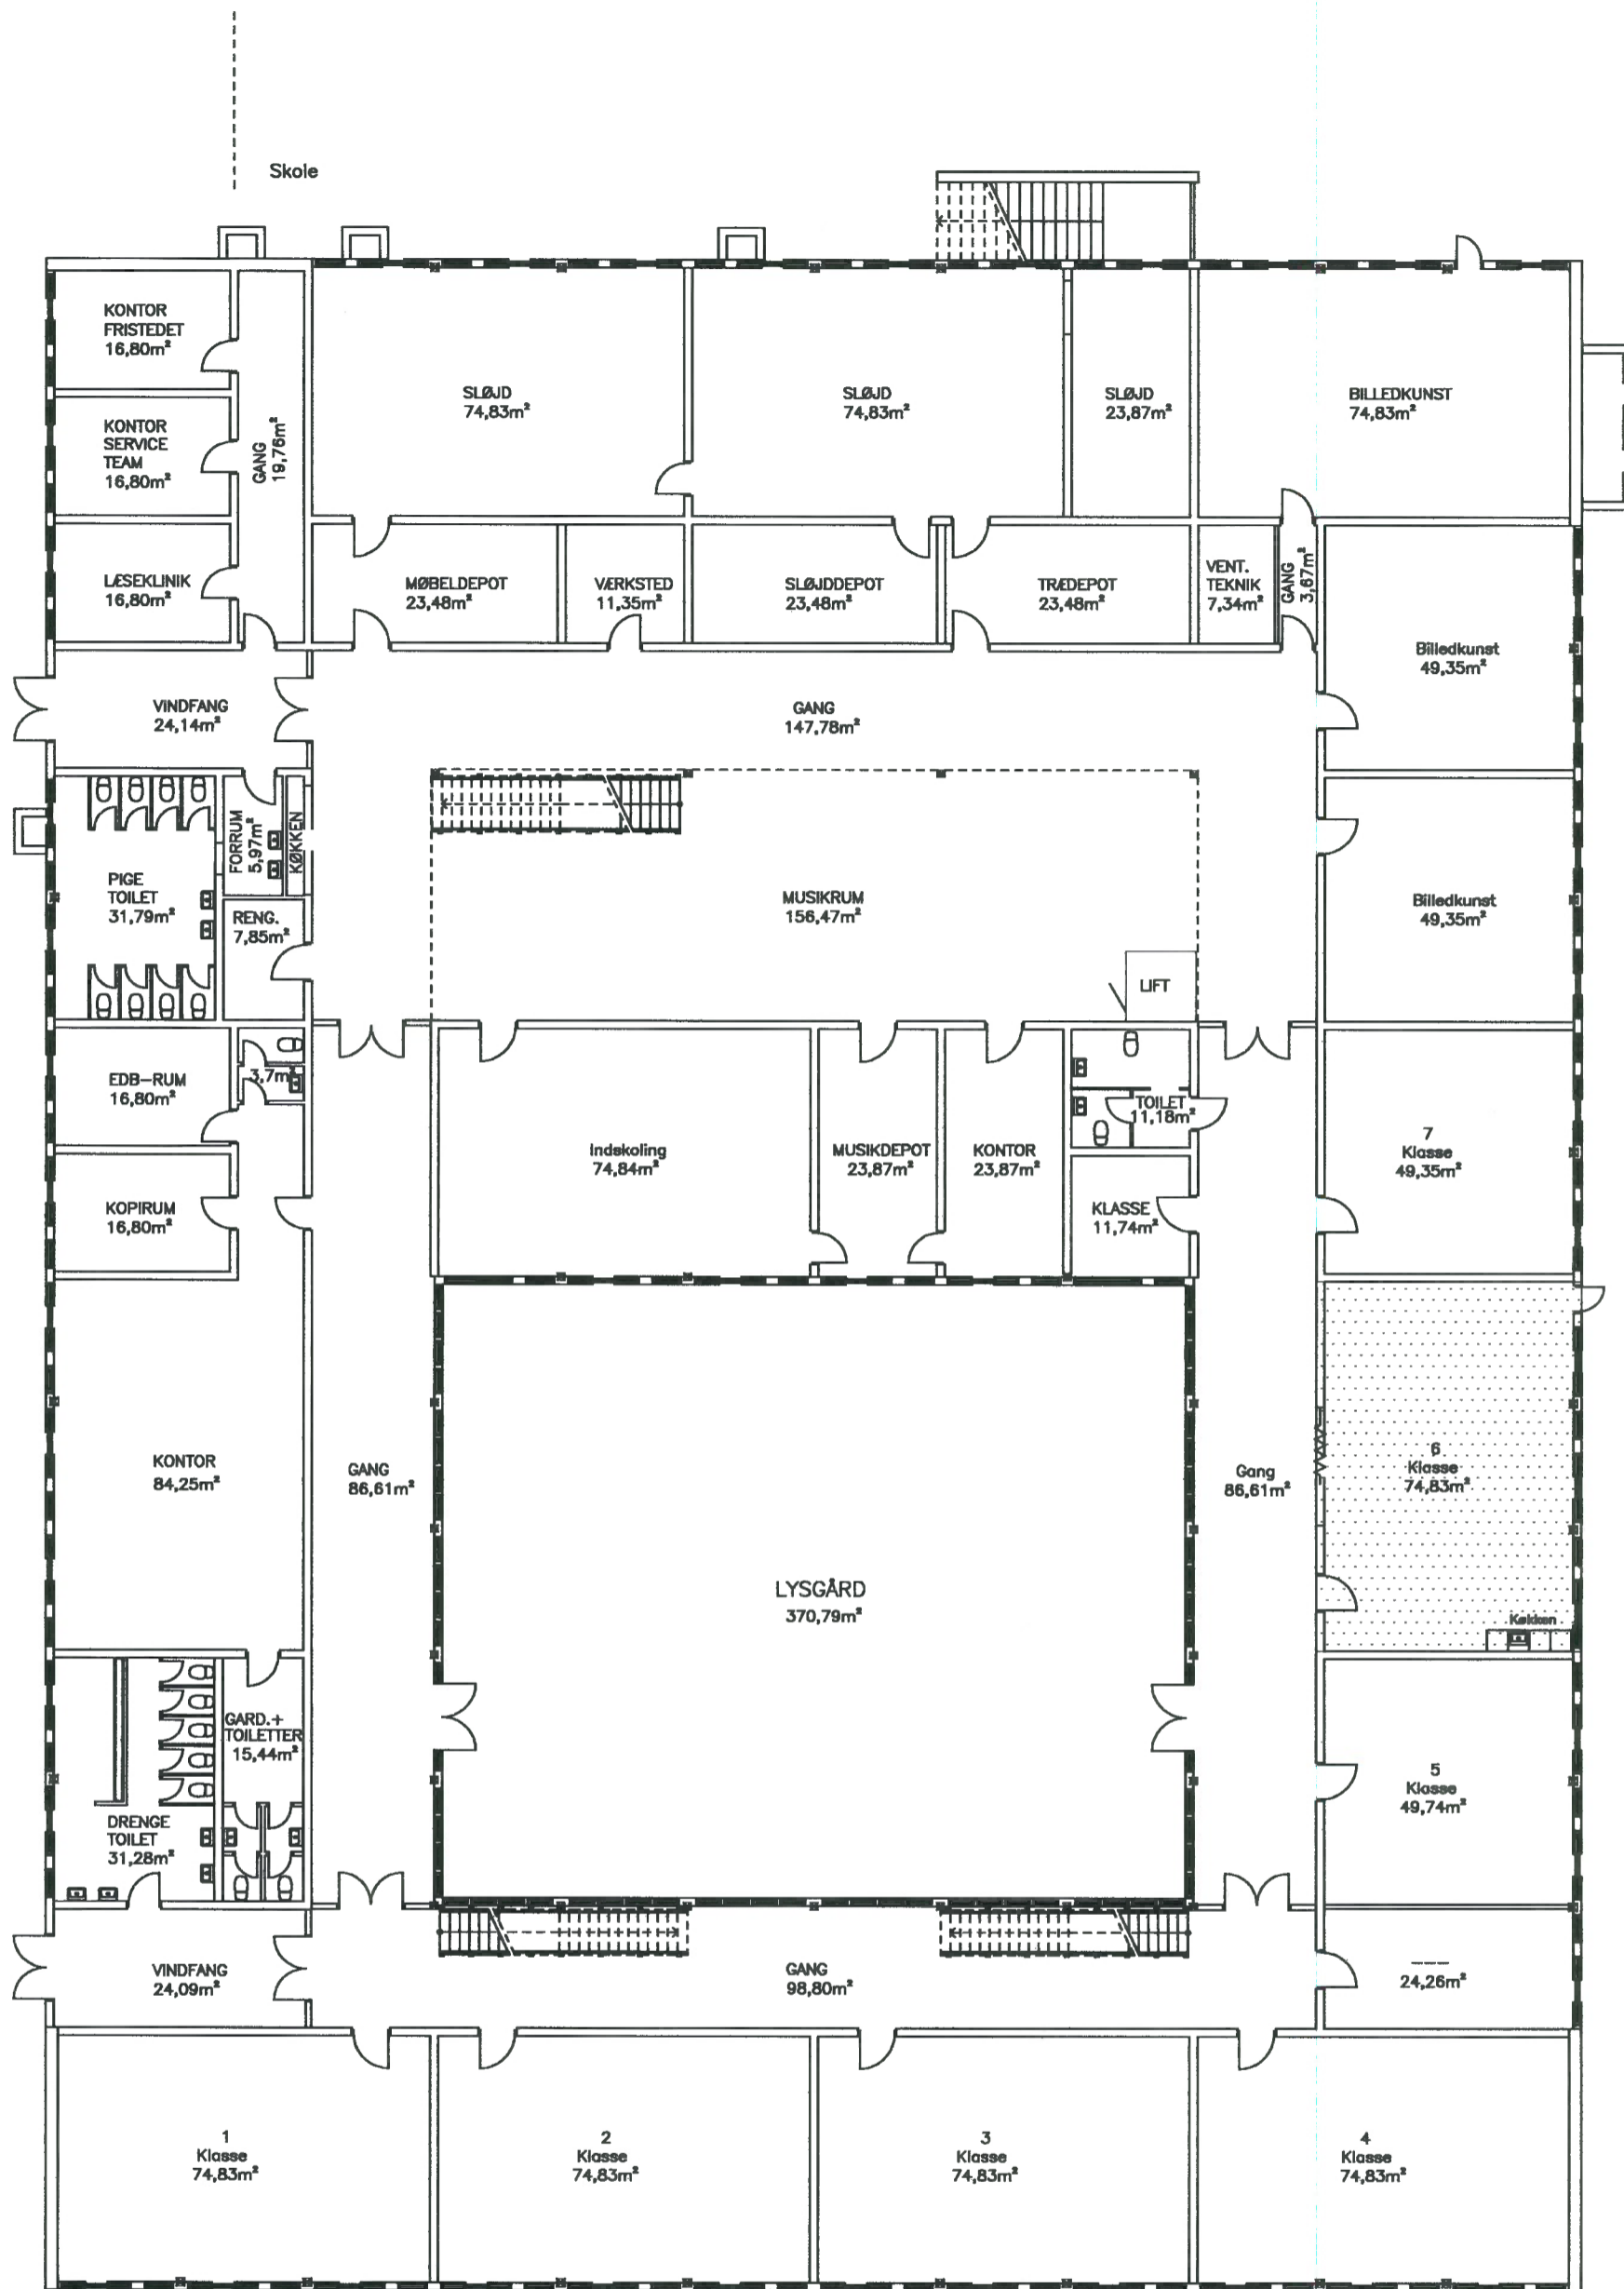 Skole
KONTOR
FRISTEDET
16,80m²
KONTOR
SERVICE
TEAM
16,80m²
GANG
19,76m²
SLØJD
74,83m²
SLØJD
74,83m²
SLØJD
23,87m²
BILLEDKUNST
74,83m²
LÆSEKLINIK
16,80m²
MØBELDEPOT
23,48m²
VÆRKSTED
11,35m²
SLØJDDEPOT
23,48m²
TRÆDEPOT
23,48m²
VENT.
TEKNIK
7,34m²
GANG
3,67m²
Billedkunst
49,35m²
VINDFANG
24,14m²
GANG
147,78m²
PIGE
TOILET
31,79m²
FORRUM
5,97m²
KØKKEN
RENG.
7,85m²
MUSIKRUM
156,47m²
LIFT
Billedkunst
49,35m²
EDB-RUM
16,80m²
3,7m²
KOPIRUM
16,80m²
Indskoling
74,84m²
MUSIKDEPOT
23,87m²
KONTOR
23,87m²
TOILET
11,18m²
KLASSE
11,74m²
7
Klasse
49,35m²
KONTOR
84,25m²
GANG
86,61m²
LYSGÅRD
370,79m²
Gang
86,61m²
6
Klasse
74,83m²
Køkken
GARD.+
TOILETTER
15,44m²
DRENGE
TOILET
31,28m²
5
Klasse
49,74m²
VINDFANG
24,09m²
GANG
98,80m²
---
24,26m²
1
Klasse
74,83m²
2
Klasse
74,83m²
3
Klasse
74,83m²
4
Klasse
74,83m²